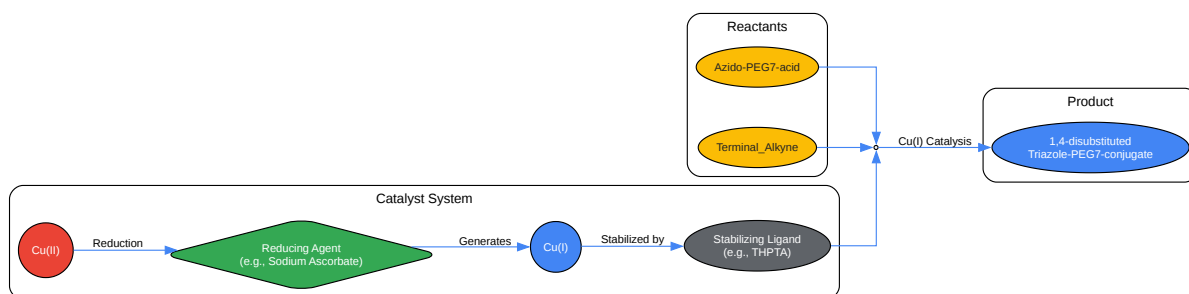 Reactants
Azido-PEG7-acid
Terminal_Alkyne
Cu(I) Catalysis
Product
1,4-disubstituted
Triazole-PEG7-conjugate
Catalyst System
Cu(II)
Reduction
Reducing Agent
(e.g., Sodium Ascorbate)
Generates
Cu(I)
Stabilized by
Stabilizing Ligand
(e.g., THPTA)